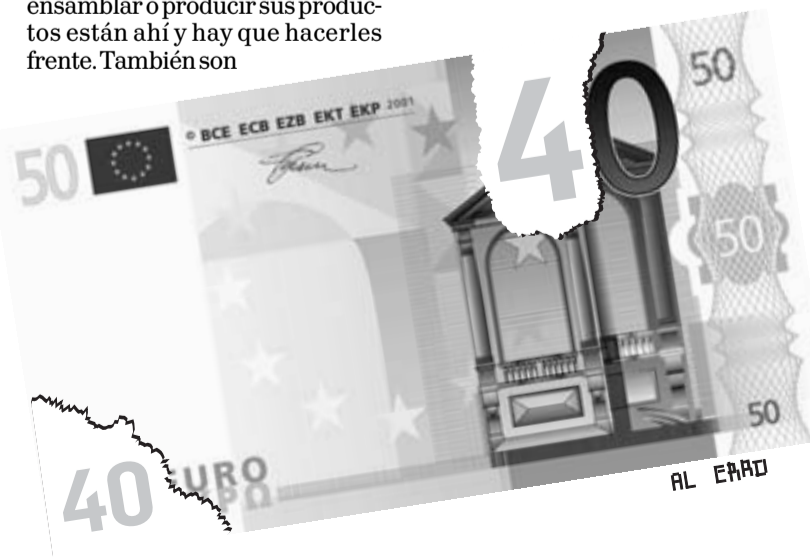 ensamblar o producir sus produc-
tos están ahí y hay que hacerles
frente. También son
50
© BCE ECB EZB EKT EKP 2001
40
50
50
50
40
EURO
AL